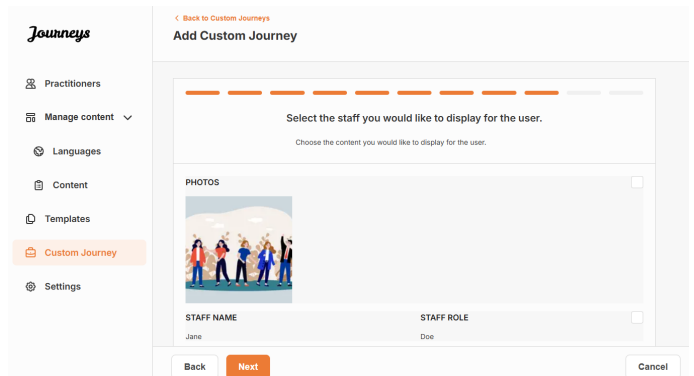 Journeys
Practitioners
Manage content
Languages
Content
Templates
Custom Journey
Settings
< Back to Custom Journeys
Add Custom Journey
Select the staff you would like to display for the user.
Choose the content you would like to display for the user.
PHOTOS
STAFF NAME STAFF ROLE
Jane Doe
Back Next Cancel